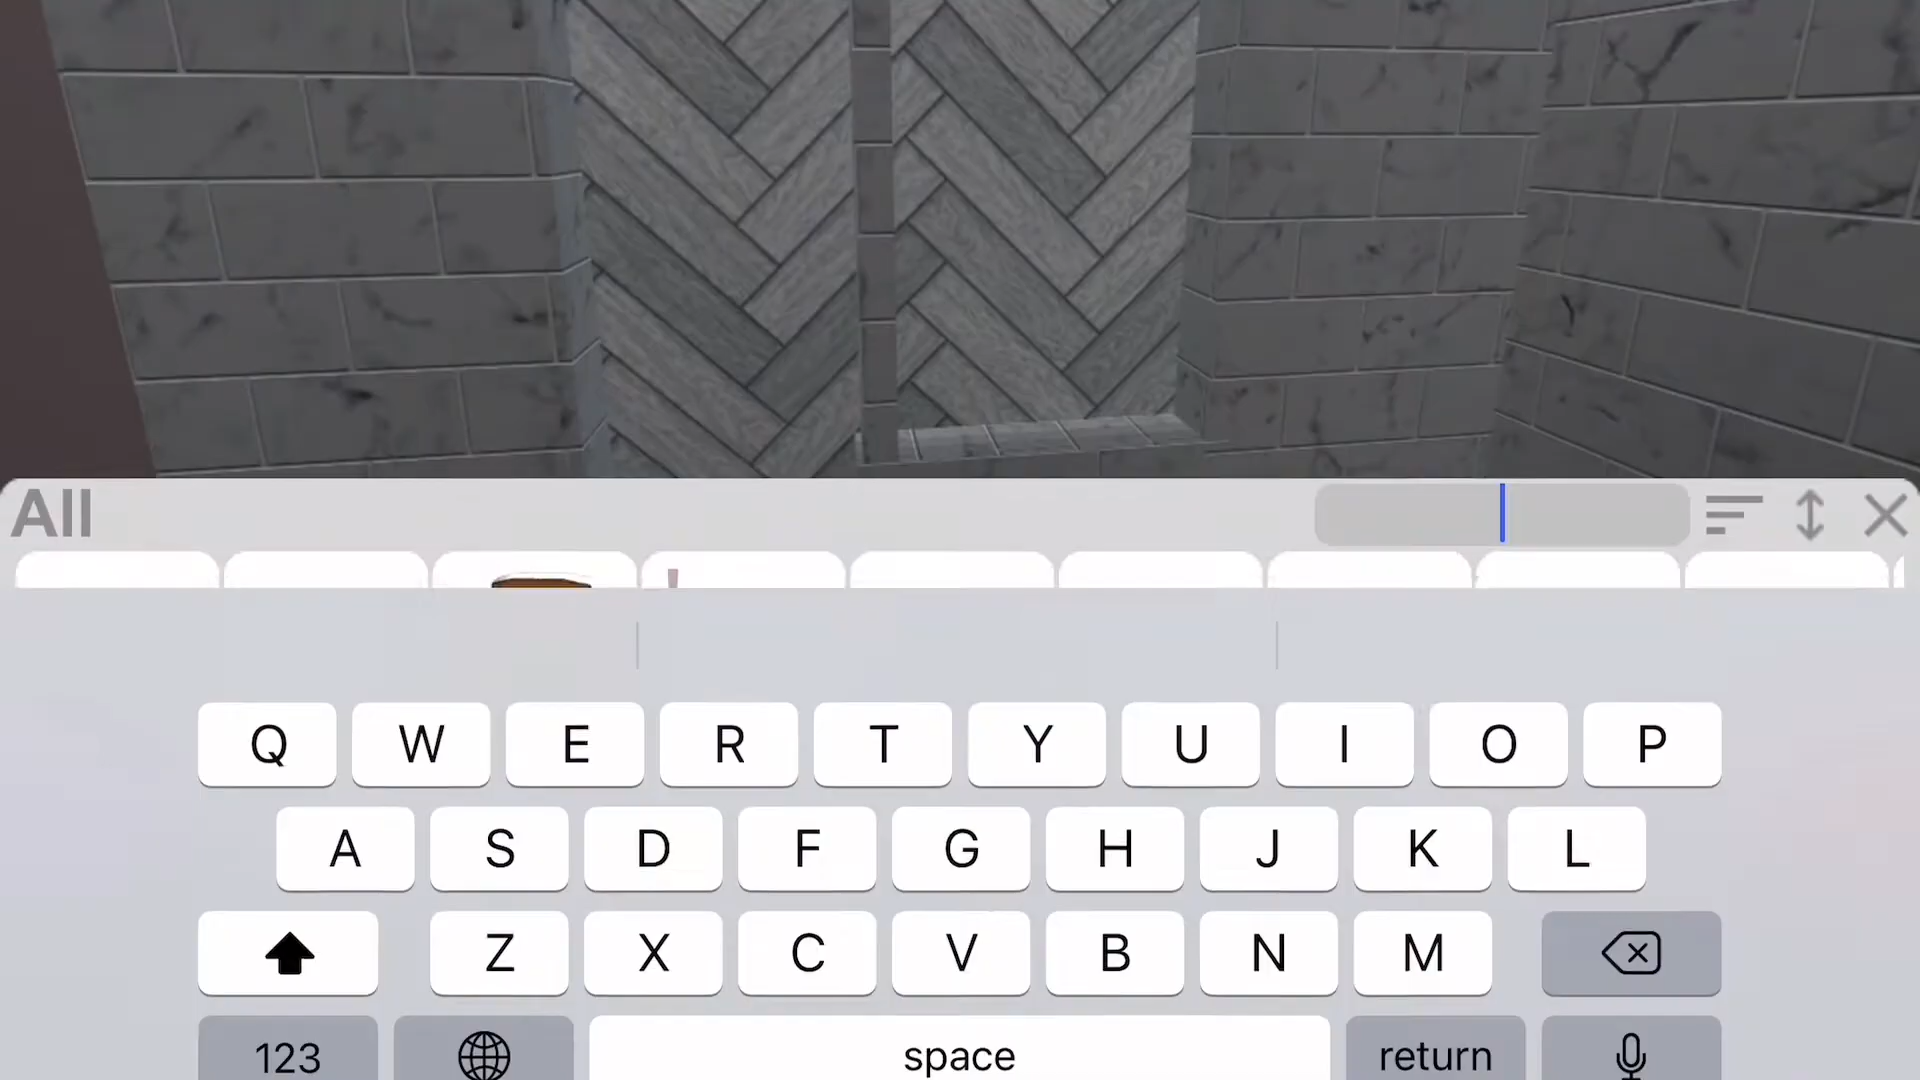 All
Q W E R T Y U I O P
A S D F G H J K L
Z X C V B N M
123 space return